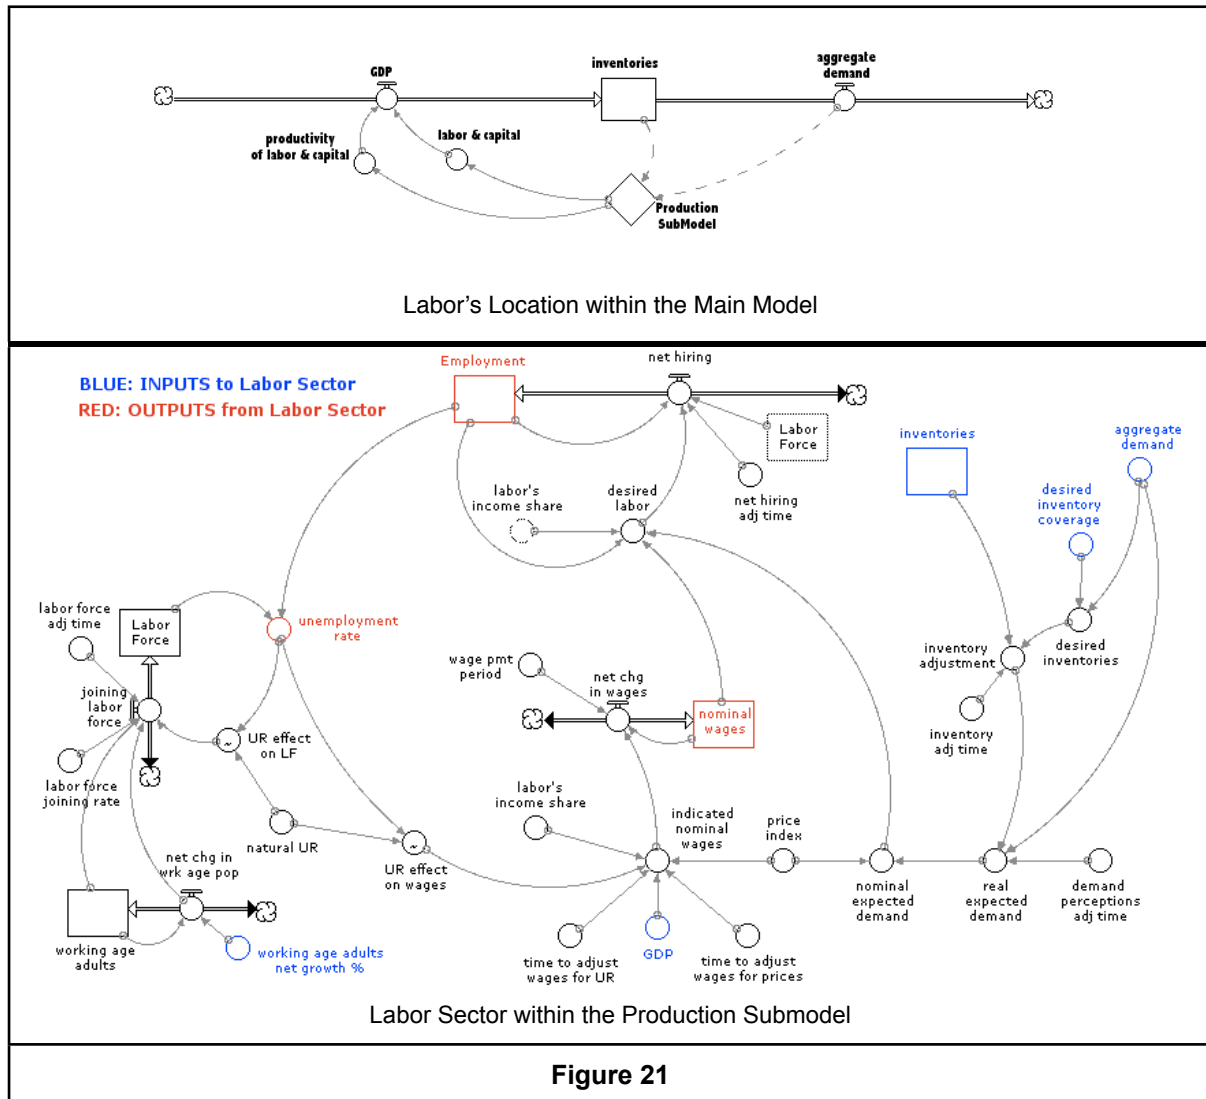 GDP
inventories
aggregate
demand
productivity
of labor & capital
labor & capital
Production
SubModel
Labor's Location within the Main Model
BLUE: INPUTS to Labor Sector
RED: OUTPUTS from Labor Sector
Employment
net hiring
Labor
Force
net hiring
adj time
labor's
income share
desired
labor
inventories
aggregate
demand
desired
inventory
coverage
labor force
adj time
Labor
Force
unemployment
rate
joining
labor
force
UR effect
on LF
labor force
joining rate
natural UR
net chg in
wrk age pop
working age
adults
working age adults
net growth %
UR effect
on wages
wage pmt
period
net chg
in wages
nominal
wages
inventory
adjustment
desired
inventories
inventory
adj time
labor's
income share
indicated
nominal
wages
price
index
nominal
expected
demand
real
expected
demand
demand
perceptions
adj time
time to adjust
wages for UR
GDP
time to adjust
wages for prices
Labor Sector within the Production Submodel
Figure 21